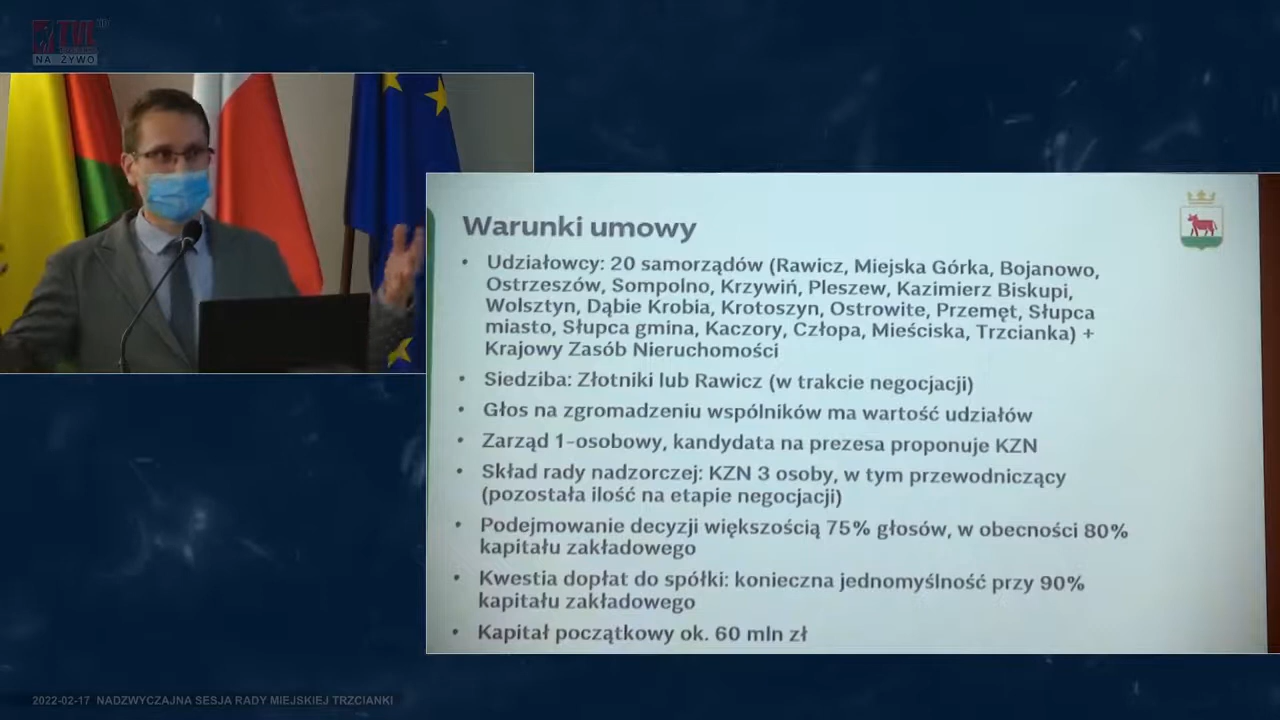 TVL
NA ŻYWO
Warunki umowy
• Udziałowcy: 20 samorządów (Rawicz, Miejska Górka, Bojanowo,
Ostrzeszów, Sompolno, Krzywiń, Pleszew, Kazimierz Biskupi,
Wolsztyn, Dąbie Krobia, Krotoszyn, Ostrowite, Przemęt, Słupca
miasto, Słupca gmina, Kaczory, Człopa, Mieściska, Trzcianka) +
Krajowy Zasób Nieruchomości
• Siedziba: Złotniki lub Rawicz (w trakcie negocjacji)
• Głos na zgromadzeniu wspólników ma wartość udziałów
• Zarząd 1-osobowy, kandydata na prezesa proponuje KZN
• Skład rady nadzorczej: KZN 3 osoby, w tym przewodniczący
(pozostała ilość na etapie negocjacji)
• Podejmowanie decyzji większością 75% głosów, w obecności 80%
kapitału zakładowego
• Kwestia dopłat do spółki: konieczna jednomyślność przy 90%
kapitału zakładowego
• Kapitał początkowy ok. 60 mln zł
2022-02-17 NADZWYCZAJNA SESJA RADY MIEJSKIEJ TRZCIANKI